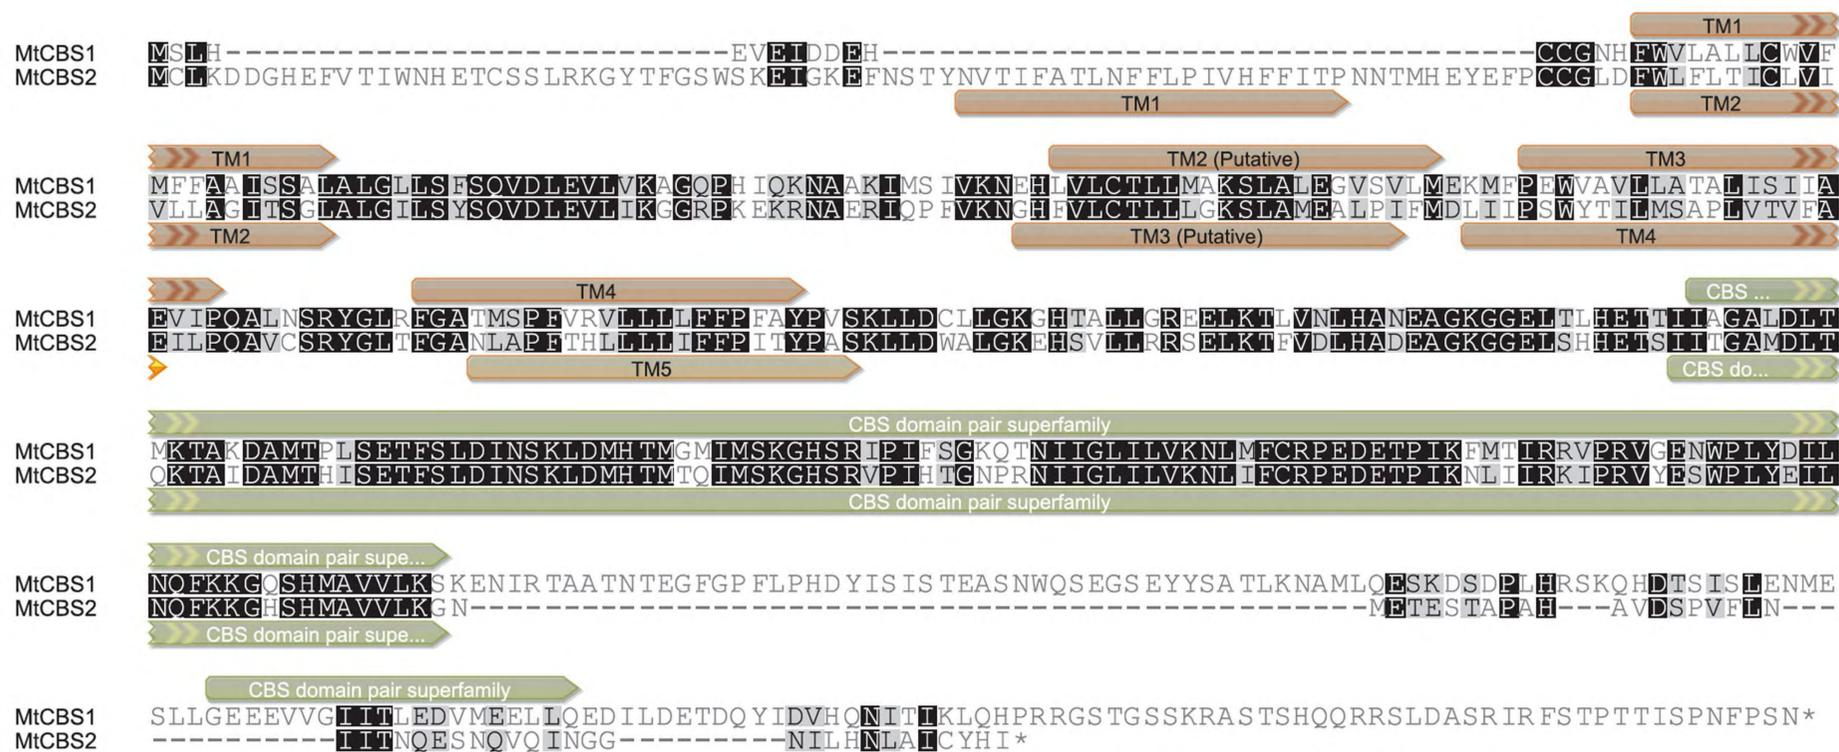 TM1
MtCBS1 MSLH---------------------------EVEIDDEH-----------------------------------CCGNHFWVLALLCWVF
MtCBS2 MCLKDDGHEFVTIWNHETCSSLRKGYTFGSWSKEIGKEFNSTYNVTIFATLNFFLPIVHFFITPNNTMHEYEFPCCGLDFWLFLTICLVI
TM1 TM2
TM1 TM2 (Putative) TM3
MtCBS1 MFFAAISSALALGLLSFSQVDLEVLVKAGQPHIQKNAAKIMSIVKNEHLVLCTLLMAKSLALEGVSVLMEKMFPEWVAVLLATALISIIA
MtCBS2 VLLAGITSGLALGILSYSQVDLEVLIKGGRPKEKRNAERIQPFVKNGHFVLCTLLLGKSLAMEALPIFMDLIIPSWYTILMSAPLVTVFA
TM2 TM3 (Putative) TM4
TM4 CBS ...
MtCBS1 EVIPQALNSRYGLRFGATMSPFVRVLLLLFFPFAYPVSKLLDCLLGKGHTALLGREELKTLVNLHANEAGKGGELTLHETTIIAGALDLT
MtCBS2 EILPQAVCSRYGLTFGANLAPFTHLLLLIFFPITYPASKLLDWALGKEHSVLLRRSELKTFVDLHADEAGKGGELSHHETSIITGAMDLT
TM5 CBS do...
CBS domain pair superfamily
MtCBS1 MKTAKDAMTPLSETFSLDINSKLDMHTMGMIMSKGHSRIPIFSGKQTNIIGLILVKNLMFCRPEDETPIKFMTIRRVPRVGENWPLYDIL
MtCBS2 QKTAIDAMTHISETFSLDINSKLDMHTMTQIMSKGHSRVPIHTGNPRNIIGLILVKNLIFCRPEDETPIKNLIIRKIPRVYESWPLYEIL
CBS domain pair superfamily
CBS domain pair supe...
MtCBS1 NQFKKGQSHMAVVLKSKENIRTAATNTEGFGPFLPHDYISISTEASNWQSEGSEYYSATLKNAMLQESKDSDPLHRSKQHDTSISLENME
MtCBS2 NQFKKGHSHMAVVLKGN------------------------------------------------METESTAPAH---AVDSPVFLN---
CBS domain pair supe...
CBS domain pair superfamily
MtCBS1 SLLGEEEVVGIITLEDVMEELLQEDILDETDQYIDVHQNITIKLQHPRRGSTGSSKRASTSHQQRRSLDASRIRFSTPTTISPNFPSN*
MtCBS2 ----------IITNQESNQVQINGG---------NILHNLAICYHI*